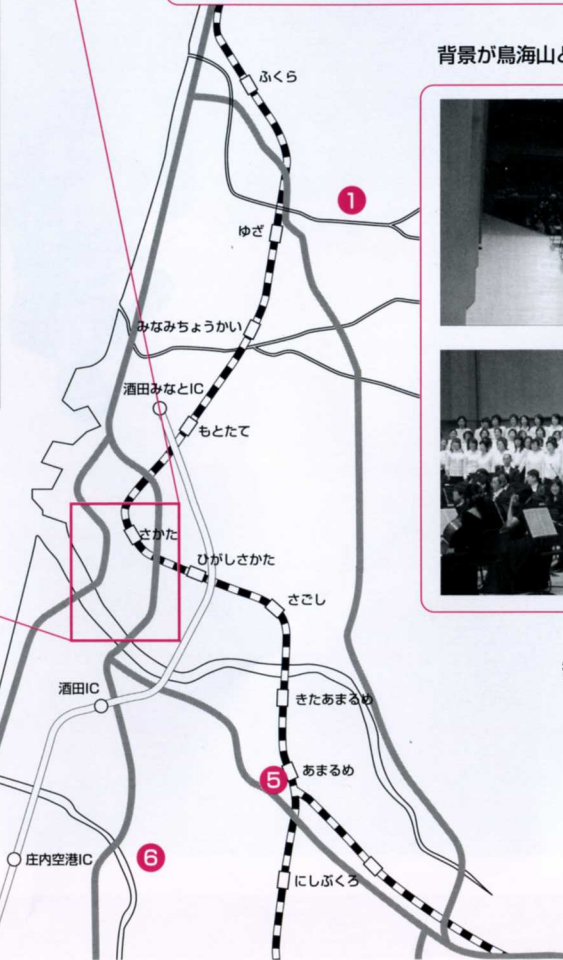 背景が鳥海山と
ふくら
1
ゆざ
みなみちょうかい
酒田みなとIC
もとたて
さかた
ひがしさかた
さごし
酒田IC
きたあまるめ
あまるめ
5
庄内空港IC
6
にしぶくろ